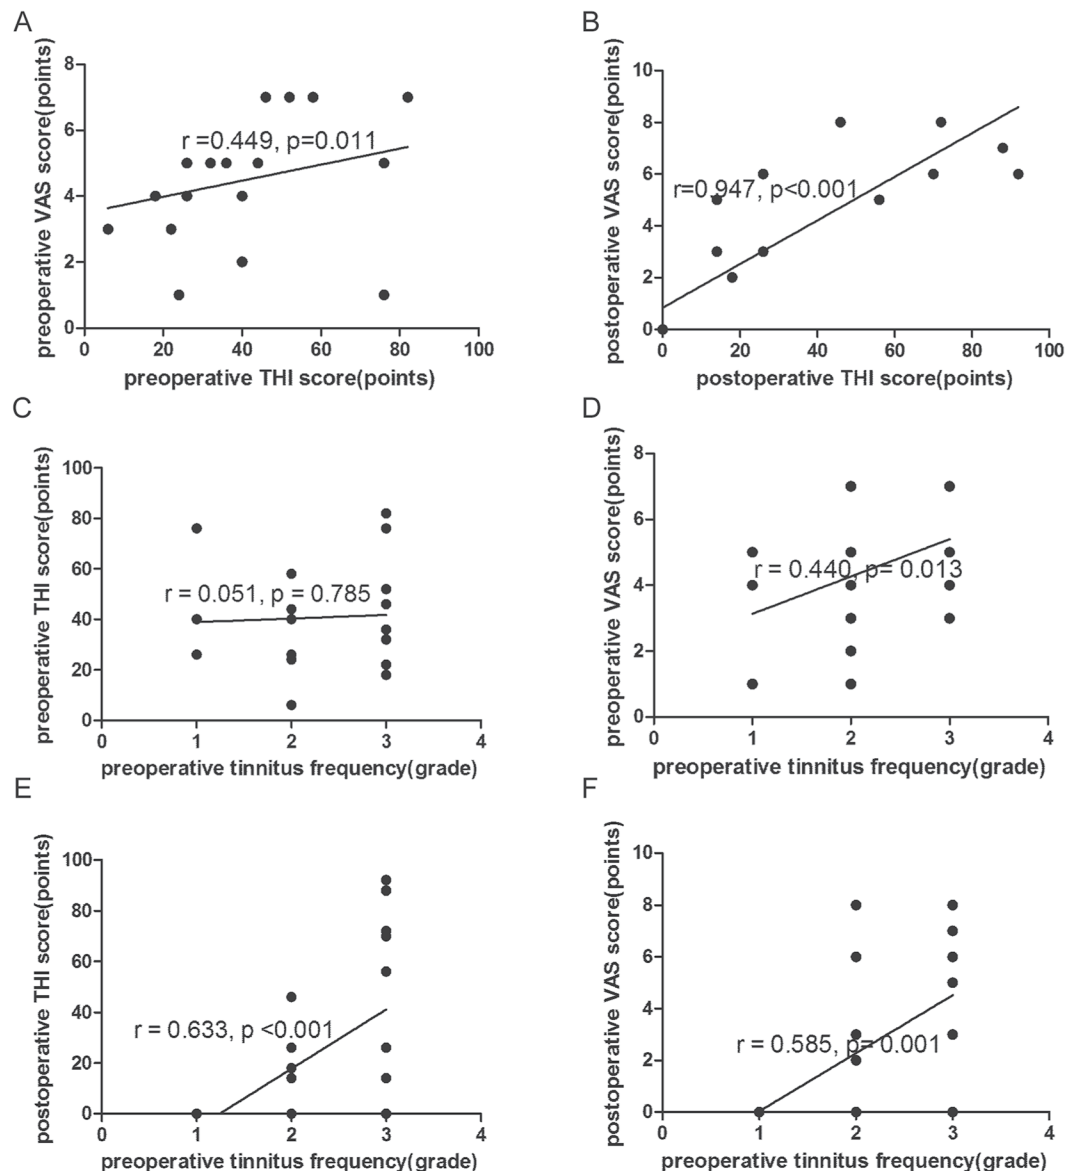 A
preoperative VAS score(points)
8
6
4
2
0
r =0.449, p=0.011
0 20 40 60 80 100
preoperative THI score(points)
B
postoperative VAS score(points)
10
8
6
4
2
0
r=0.947, p<0.001
0 20 40 60 80 100
postoperative THI score(points)
C
preoperative THI score(points)
100
80
60
40
20
0
r = 0.051, p = 0.785
0 1 2 3 4
preoperative tinnitus frequency(grade)
D
preoperative VAS score(points)
8
6
4
2
0
r = 0.440, p= 0.013
0 1 2 3 4
preoperative tinnitus frequency(grade)
E
postoperative THI score(points)
100
80
60
40
20
0
r = 0.633, p <0.001
0 1 2 3 4
preoperative tinnitus frequency(grade)
F
postoperative VAS score(points)
10
8
6
4
2
0
r = 0.585, p= 0.001
0 1 2 3 4
preoperative tinnitus frequency(grade)